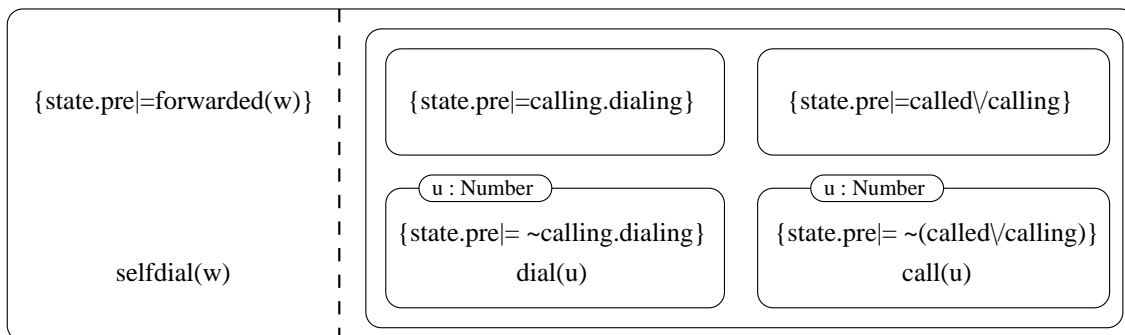 {state.pre|=forwarded(w)}
selfdial(w)
{state.pre|=calling.dialing}
{state.pre|=called\/calling}
u : Number
{state.pre|= ~calling.dialing}
dial(u)
u : Number
{state.pre|= ~(called\/calling)}
call(u)